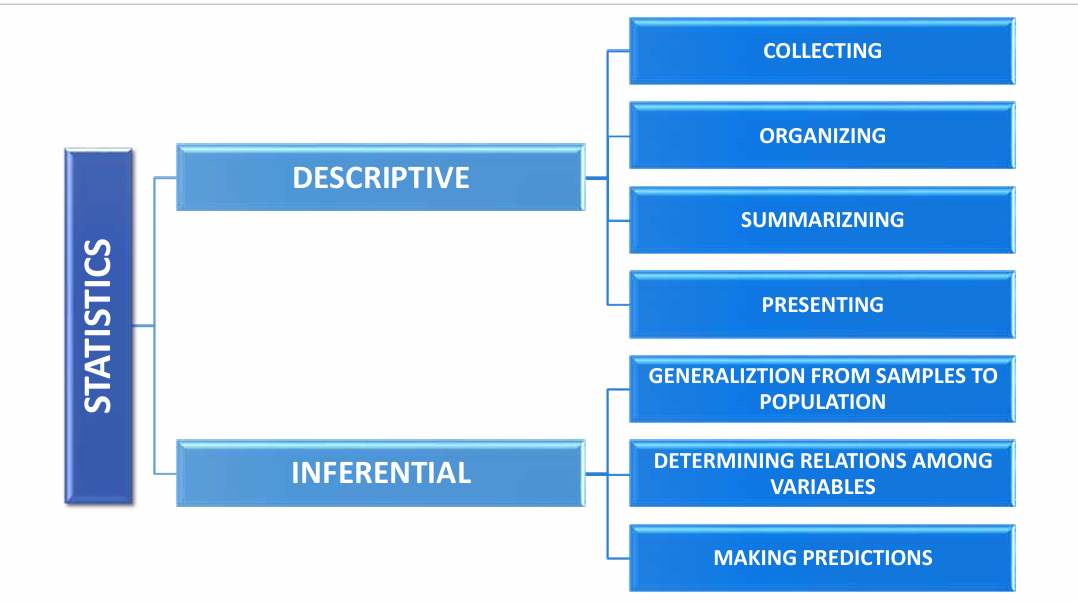 STATISTICS
DESCRIPTIVE
COLLECTING
ORGANIZING
SUMMARIZNING
PRESENTING
INFERENTIAL
GENERALIZTION FROM SAMPLES TO
POPULATION
DETERMINING RELATIONS AMONG
VARIABLES
MAKING PREDICTIONS